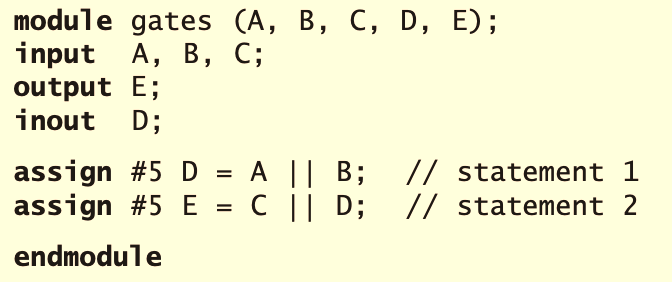 module gates (A, B, C, D, E);
input  A, B, C;
output E;
inout  D;
assign #5 D = A || B;  // statement 1
assign #5 E = C || D;  // statement 2
endmodule